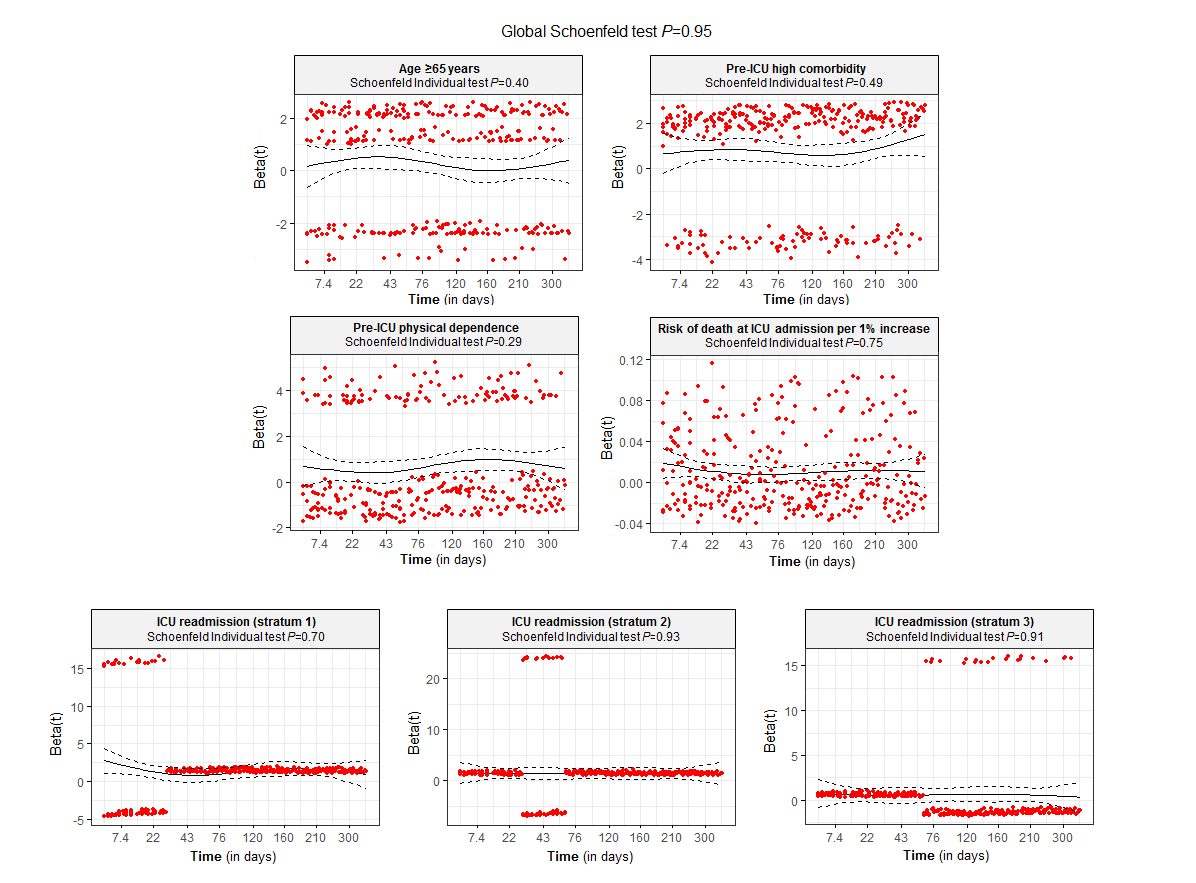 Global Schoenfeld test P=0.95
Age ≥65 years
Schoenfeld Individual test P=0.40
Beta(t)
2
0
-2
7.4 22 43 76 120 160 210 300
Time (in days)
Pre-ICU high comorbidity
Schoenfeld Individual test P=0.49
Beta(t)
2
0
-2
-4
7.4 22 43 76 120 160 210 300
Time (in days)
Pre-ICU physical dependence
Schoenfeld Individual test P=0.29
Beta(t)
4
2
0
-2
7.4 22 43 76 120 160 210 300
Time (in days)
Risk of death at ICU admission per 1% increase
Schoenfeld Individual test P=0.75
Beta(t)
0.12
0.08
0.04
0.00
-0.04
7.4 22 43 76 120 160 210 300
Time (in days)
ICU readmission (stratum 1)
Schoenfeld Individual test P=0.70
Beta(t)
15
10
5
0
-5
7.4 22 43 76 120 160 210 300
Time (in days)
ICU readmission (stratum 2)
Schoenfeld Individual test P=0.93
Beta(t)
20
10
0
7.4 22 43 76 120 160 210 300
Time (in days)
ICU readmission (stratum 3)
Schoenfeld Individual test P=0.91
Beta(t)
15
10
5
0
7.4 22 43 76 120 160 210 300
Time (in days)